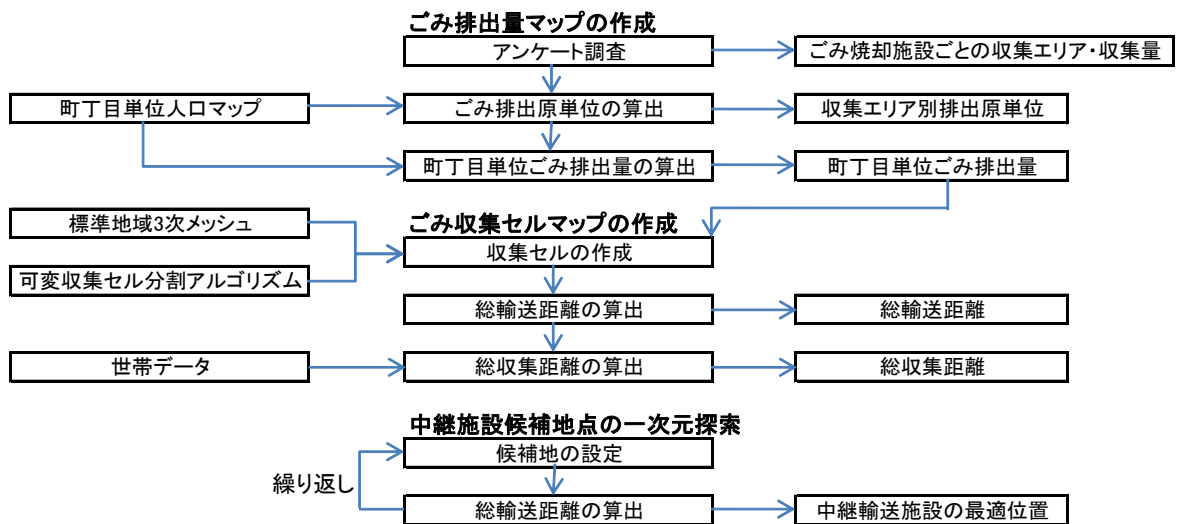 ごみ排出量マップの作成
アンケート調査
ごみ焼却施設ごとの収集エリア・収集量
町丁目単位人口マップ
ごみ排出原単位の算出
収集エリア別排出原単位
町丁目単位ごみ排出量の算出
町丁目単位ごみ排出量
標準地域3次メッシュ
ごみ収集セルマップの作成
収集セルの作成
可変収集セル分割アルゴリズム
総輸送距離の算出
総輸送距離
世帯データ
総収集距離の算出
総収集距離
中継施設候補地点の一次元探索
候補地の設定
繰り返し
総輸送距離の算出
中継輸送施設の最適位置